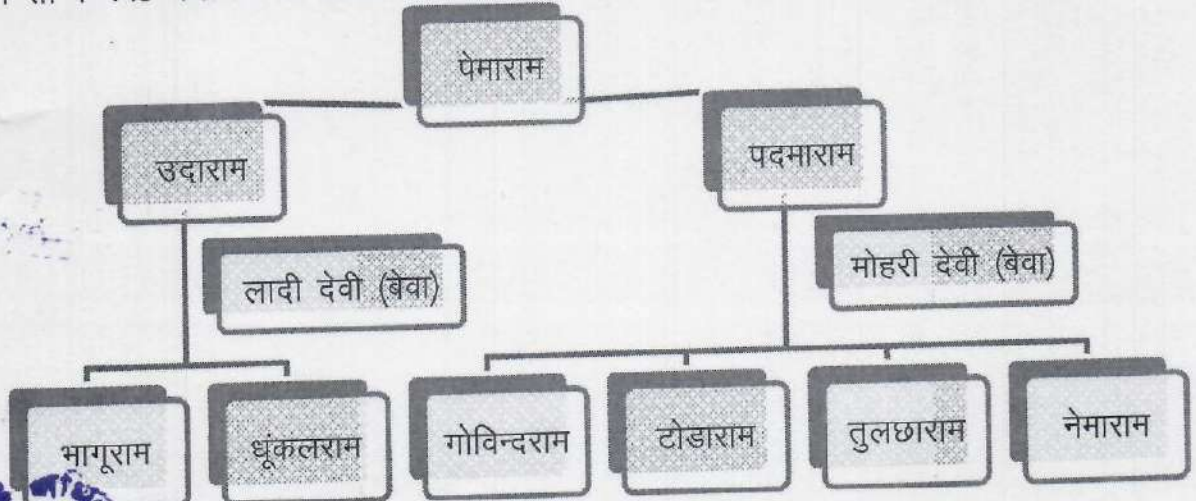 पेमाराम
उदाराम
पदमाराम
लादी देवी (बेवा)
मोहरी देवी (बेवा)
भागूराम
धूंकलराम
गोविन्दराम
टोडाराम
तुलछाराम
नेमाराम